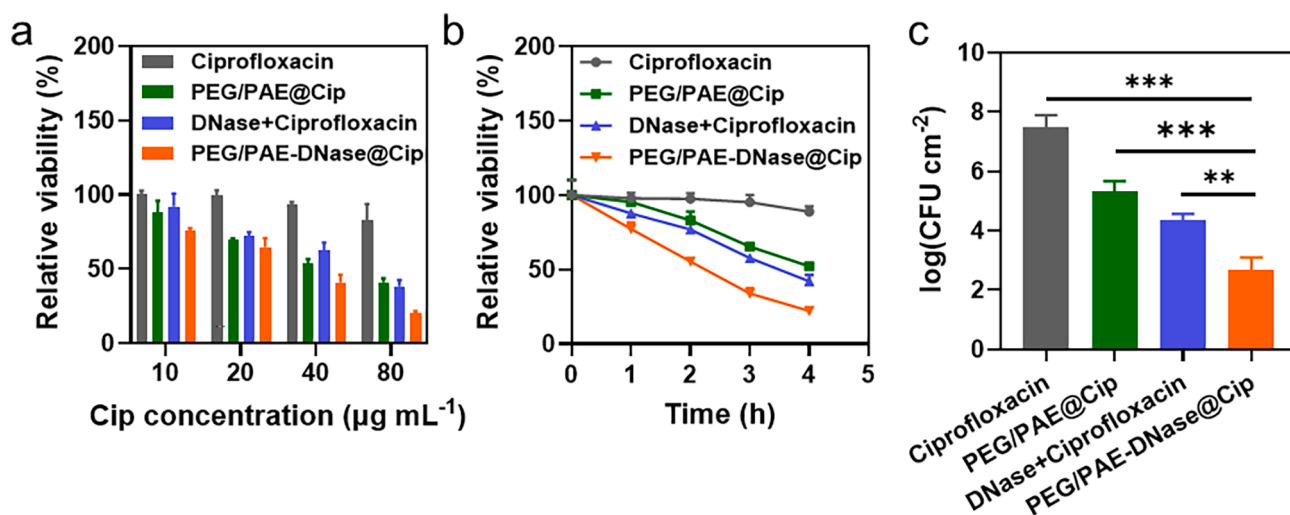 a
200
150
100
50
0
Relative viability (%)
Ciprofloxacin
PEG/PAE@Cip
DNase+Ciprofloxacin
PEG/PAE-DNase@Cip
10 20 40 80
Cip concentration (µg mL-1)
b
200
150
100
50
0
Relative viability (%)
Ciprofloxacin
PEG/PAE@Cip
DNase+Ciprofloxacin
PEG/PAE-DNase@Cip
0 1 2 3 4 5
Time (h)
c
10
8
6
4
2
0
log(CFU cm-2)
***
***
**
Ciprofloxacin
PEG/PAE@Cip
DNase+Ciprofloxacin
PEG/PAE-DNase@Cip